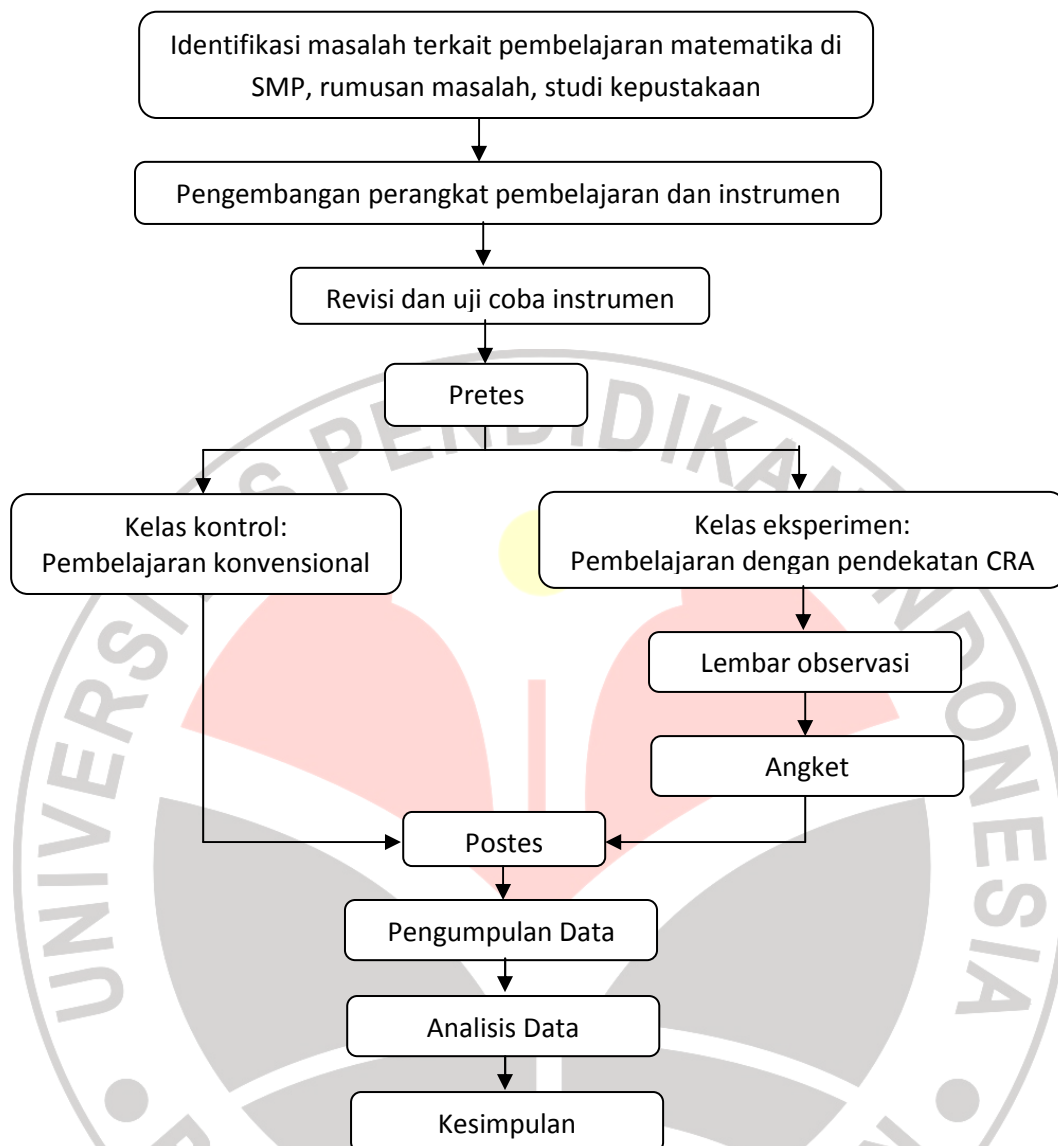 Identifikasi masalah terkait pembelajaran matematika di
SMP, rumusan masalah, studi kepustakaan
Pengembangan perangkat pembelajaran dan instrumen
Revisi dan uji coba instrumen
Pretes
Kelas kontrol:
Pembelajaran konvensional
Kelas eksperimen:
Pembelajaran dengan pendekatan CRA
Lembar observasi
Angket
Postes
Pengumpulan Data
Analisis Data
Kesimpulan
PENDIDIKAN
INDONESIA